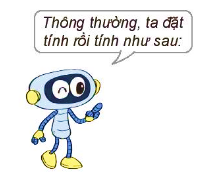 Thông thường, ta đặt
tính rồi tính như sau: